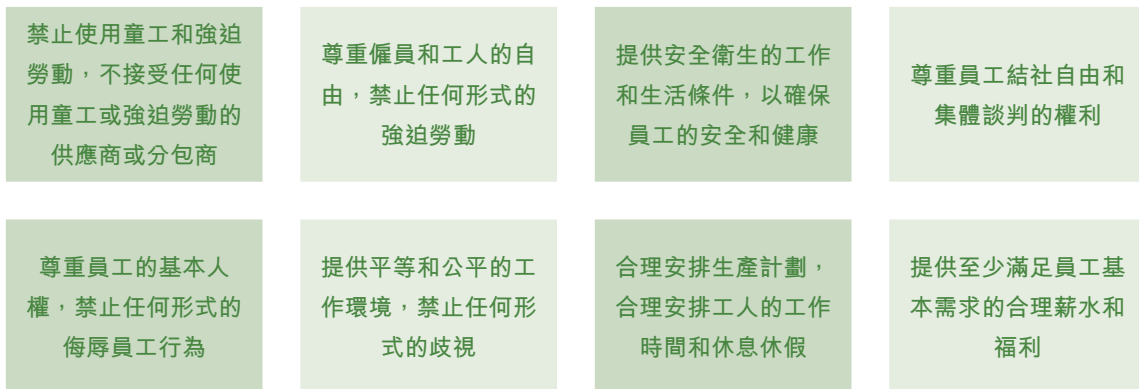 禁止使用童工和強迫
勞動，不接受任何使
用童工或強迫勞動的
供應商或分包商
尊重僱員和工人的自
由，禁止任何形式的
強迫勞動
提供安全衛生的工作
和生活條件，以確保
員工的安全和健康
尊重員工結社自由和
集體談判的權利
尊重員工的基本人
權，禁止任何形式的
侮辱員工行為
提供平等和公平的工
作環境，禁止任何形
式的歧視
合理安排生產計劃，
合理安排工人的工作
時間和休息休假
提供至少滿足員工基
本需求的合理薪水和
福利